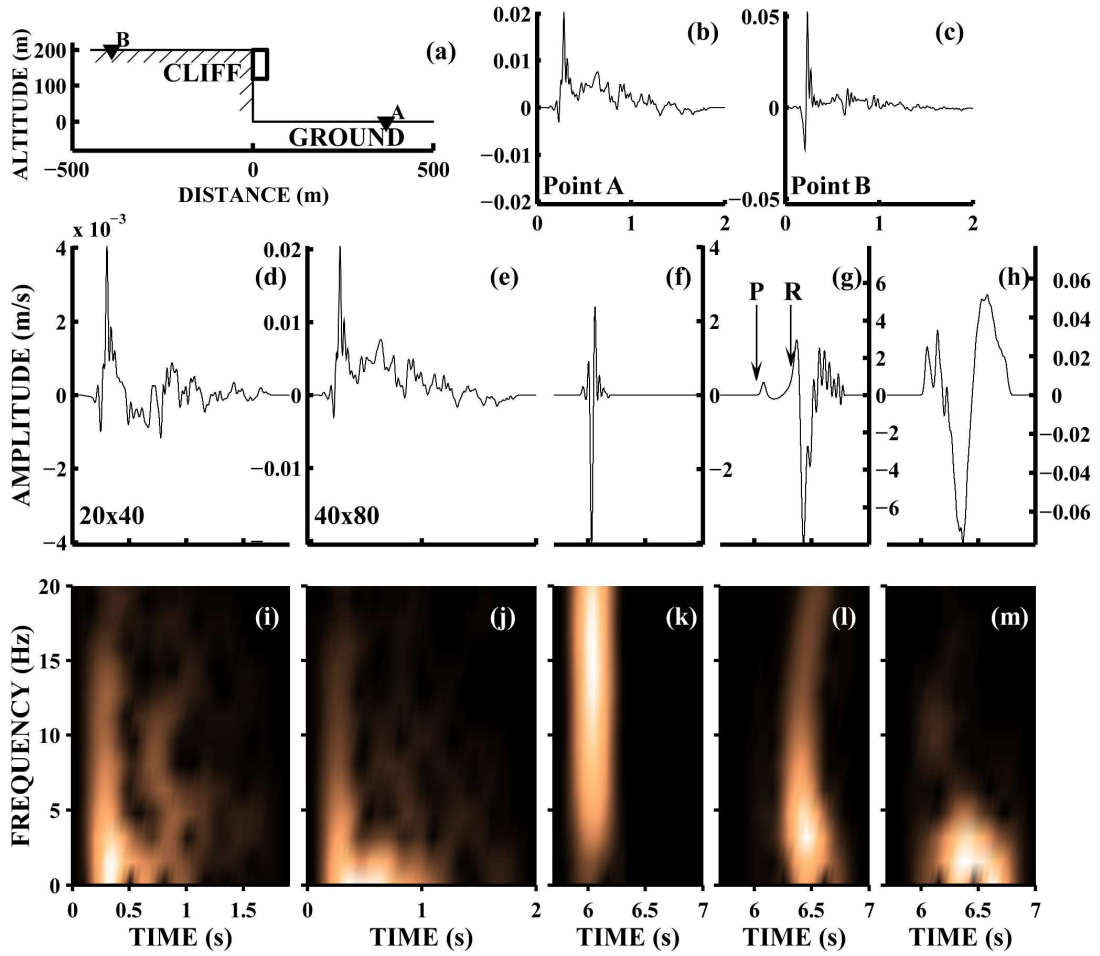 ALTITUDE (m)
200
100
0
−500
0
500
DISTANCE (m)
B
CLIFF
A
GROUND
(a)
0.02
0.01
0
−0.01
−0.02
0
1
2
Point A
(b)
0.05
0
−0.05
0
1
2
Point B
(c)
AMPLITUDE (m/s)
x 10⁻³
4
2
0
−2
−4
20x40
(d)
0.02
0.01
0
−0.01
40x80
(e)
(f)
4
2
0
−2
P
R
(g)
6
4
2
0
−2
−4
−6
(h)
0.06
0.04
0.02
0
−0.02
−0.04
−0.06
FREQUENCY (Hz)
20
15
10
5
0
(i)
0
0.5
1
1.5
TIME (s)
(j)
0
1
2
TIME (s)
(k)
6
6.5
7
TIME (s)
(l)
6
6.5
7
TIME (s)
(m)
6
6.5
7
TIME (s)